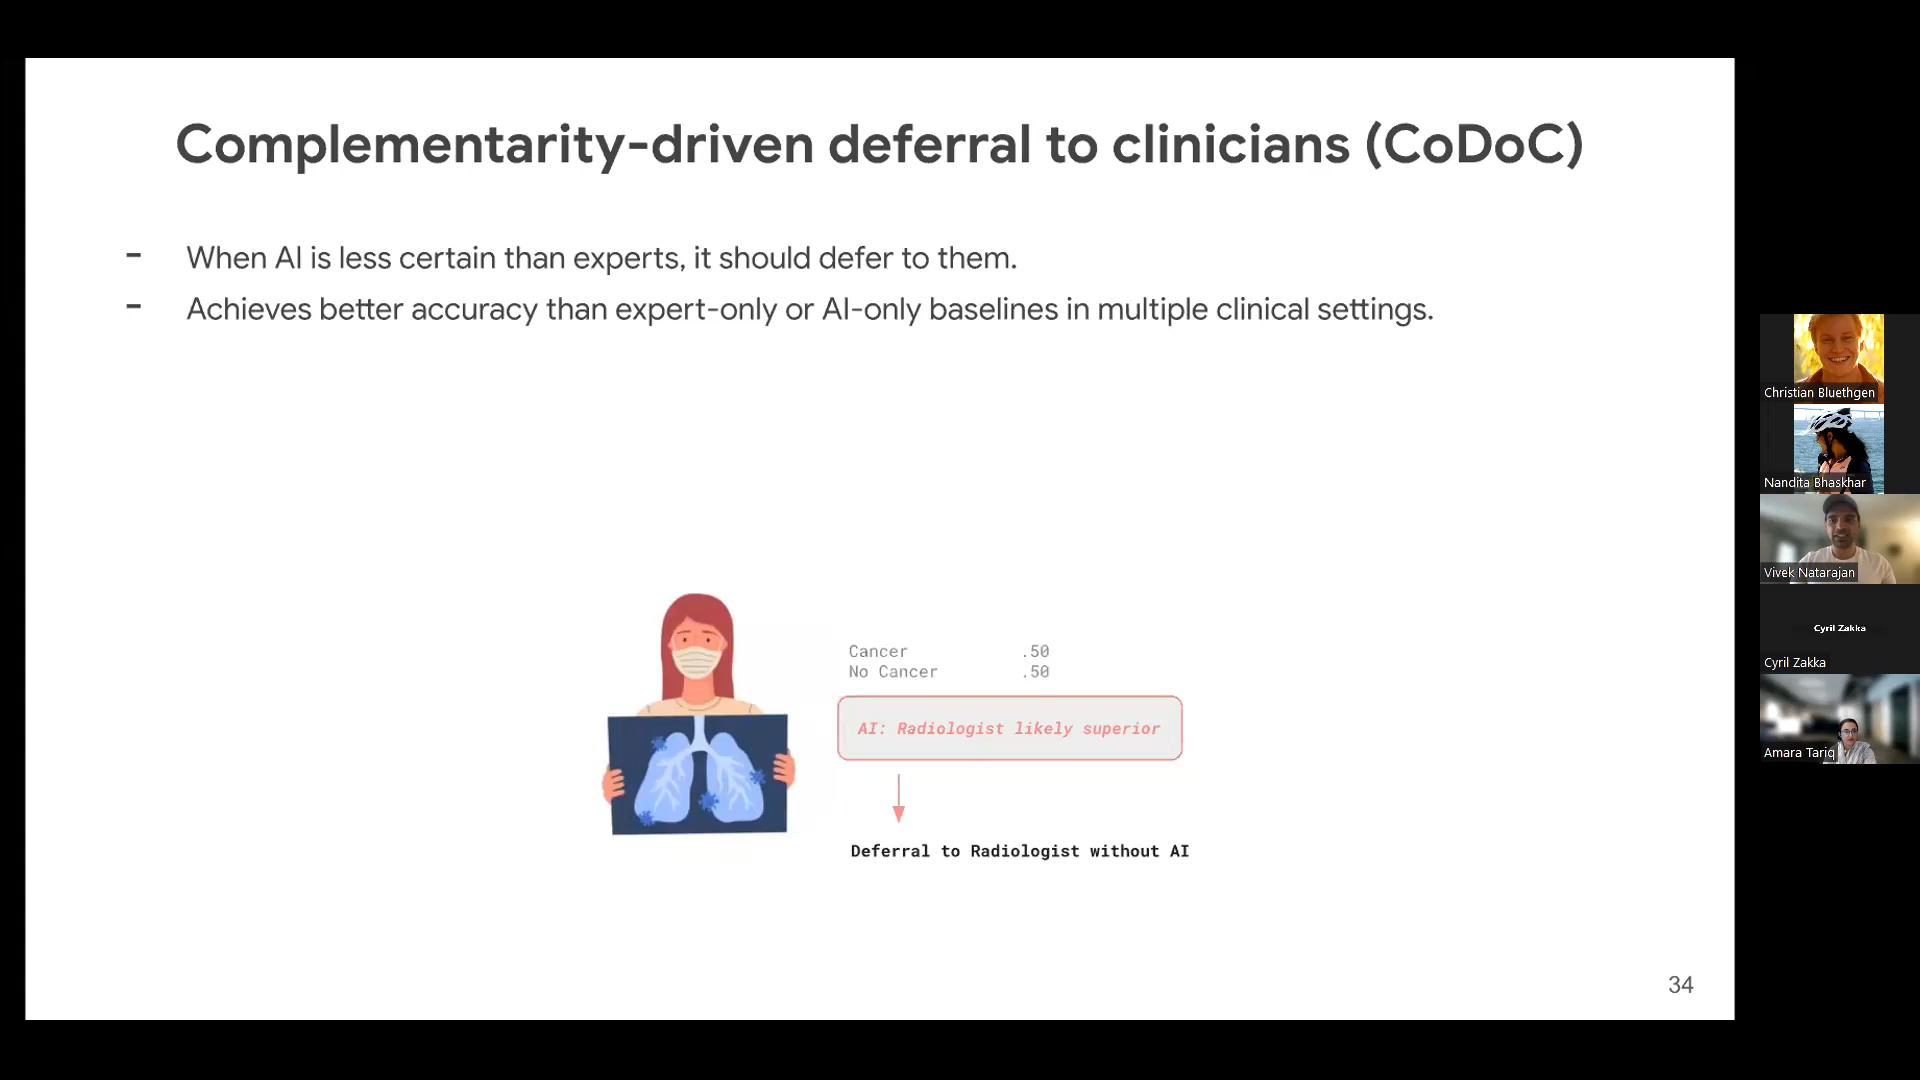 Complementarity-driven deferral to clinicians (CoDoC)
- When AI is less certain than experts, it should defer to them.
- Achieves better accuracy than expert-only or AI-only baselines in multiple clinical settings.
Cancer .50
No Cancer .50
AI: Radiologist likely superior
Deferral to Radiologist without AI
34
Christian Bluethgen
Nandita Bhaskhar
Vivek Natarajan
Cyril Zakka
Cyril Zakka
Amara Tariq